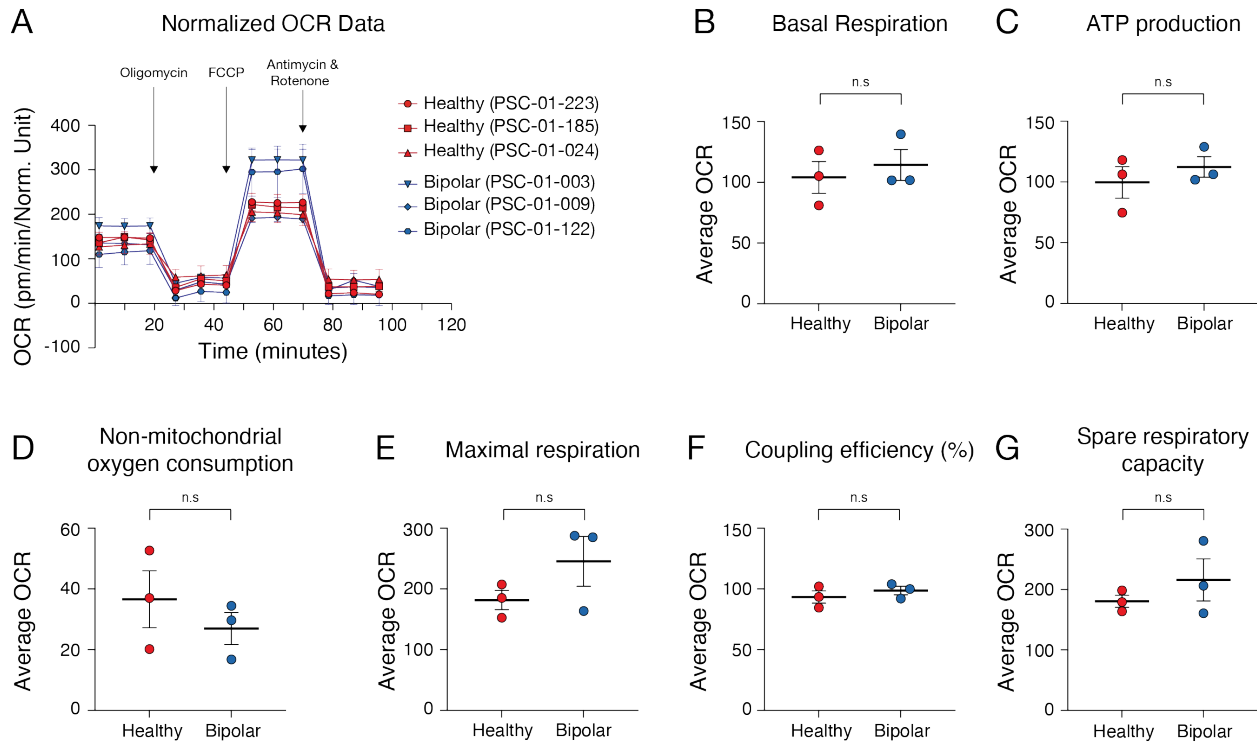 A
Normalized OCR Data
Oligomycin
FCCP
Antimycin &
Rotenone
OCR (pm/min/Norm. Unit)
400
300
200
100
0
-100
20
40
60
80
100
120
Time (minutes)
Healthy (PSC-01-223)
Healthy (PSC-01-185)
Healthy (PSC-01-024)
Bipolar (PSC-01-003)
Bipolar (PSC-01-009)
Bipolar (PSC-01-122)
B
Basal Respiration
n.s
Average OCR
150
100
50
0
Healthy
Bipolar
C
ATP production
n.s
Average OCR
150
100
50
0
Healthy
Bipolar
D
Non-mitochondrial
oxygen consumption
n.s
Average OCR
60
40
20
0
Healthy
Bipolar
E
Maximal respiration
n.s
Average OCR
300
200
100
0
Healthy
Bipolar
F
Coupling efficiency (%)
n.s
Average OCR
150
100
50
0
Healthy
Bipolar
G
Spare respiratory
capacity
n.s
Average OCR
300
200
100
0
Healthy
Bipolar